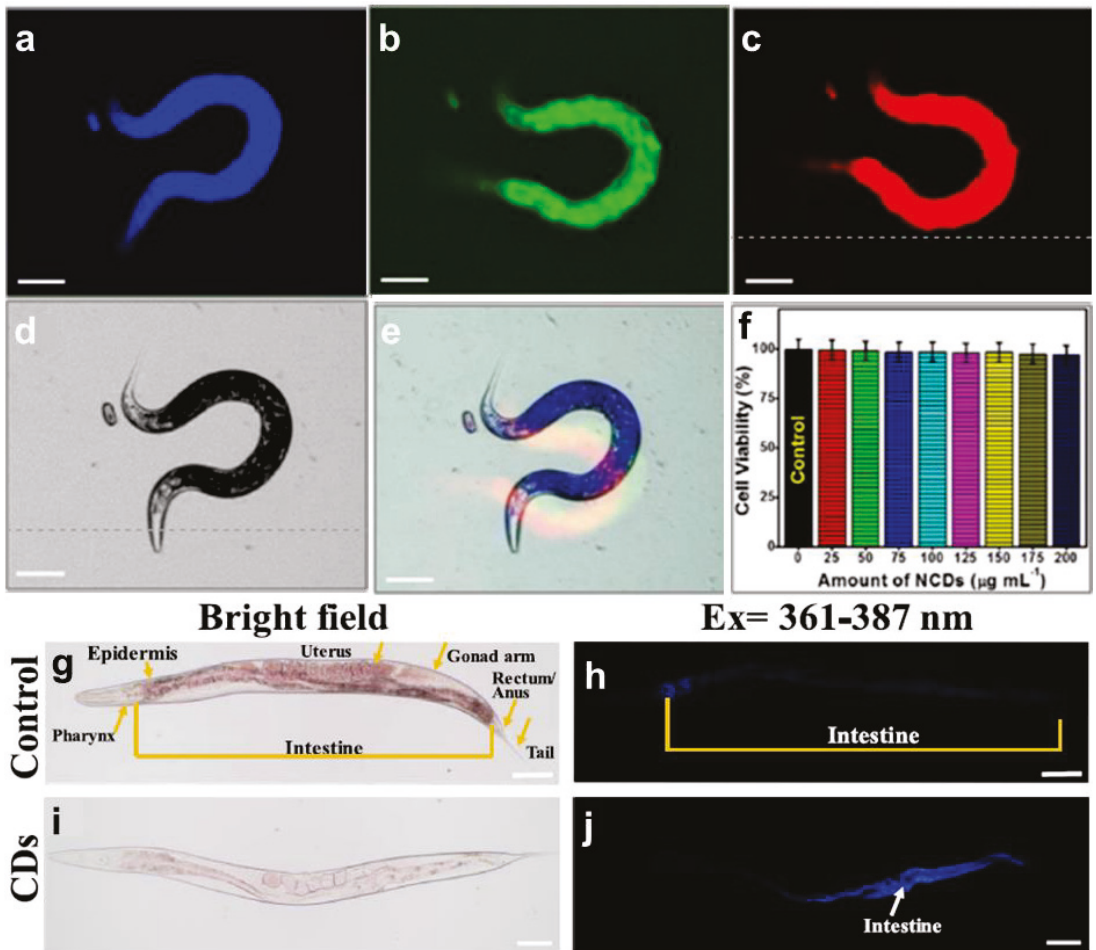 a
b
c
d
e
f
Cell Viability (%)
100
75
50
25
0
Control
0 25 50 75 100 125 150 175 200
Amount of NCDs (μg mL⁻¹)
Bright field
Ex= 361-387 nm
Control
g
Epidermis
Uterus
Gonad arm
Rectum/
Anus
Pharynx
Intestine
Tail
h
Intestine
CDs
i
j
Intestine